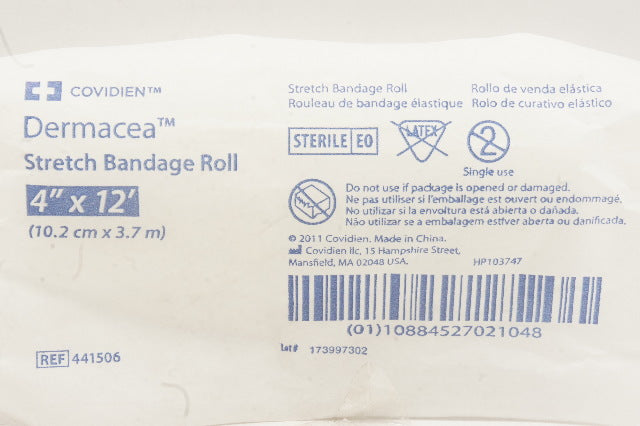 COVIDIEN™
Dermacea™
Stretch Bandage Roll
4” x 12’
(10.2 cm x 3.7 m)
REF 441506
Stretch Bandage Roll
Rouleau de bandage élastique
Rollo de venda elástica
Rolo de curativo elástico
STERILE EO
LATEX
2
Single use
Do not use if package is opened or damaged.
Ne pas utiliser si l'emballage est ouvert ou endommagé.
No utilizar si la envoltura está abierta o dañada.
Não utilizar se a embalagem estiver aberta ou danificada.
© 2011 Covidien. Made in China.
Covidien llc, 15 Hampshire Street,
Mansfield, MA 02048 USA.
HP103747
(01)10884527021048
Lot# 173997302